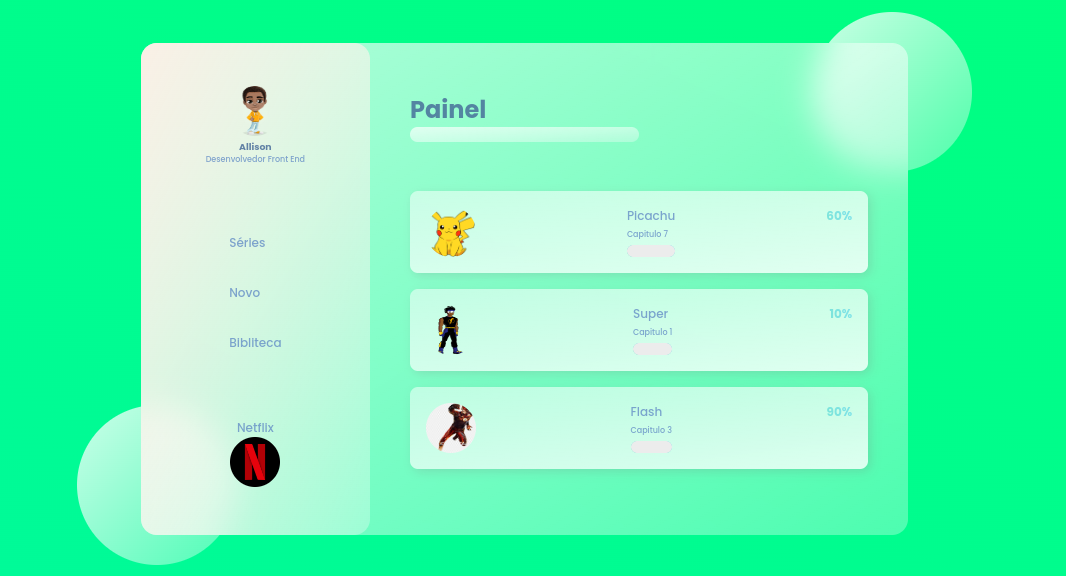 Allison
Desenvolvedor Front End
Séries
Novo
Bibliteca
Netflix
N
Painel
Picachu
Capitulo 7
60%
Super
Capitulo 1
10%
Flash
Capitulo 3
90%